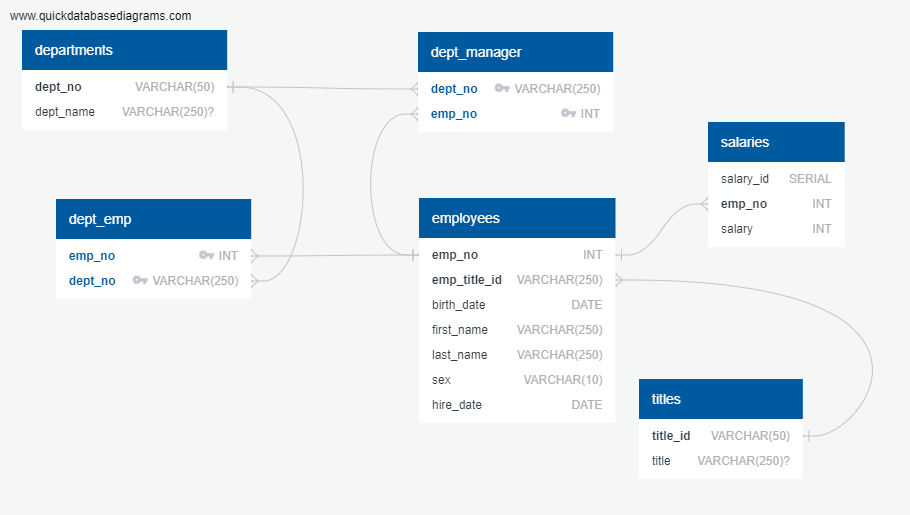 www.quickdatabasediagrams.com
departments
dept_no VARCHAR(50)
dept_name VARCHAR(250)?
dept_manager
dept_no VARCHAR(250)
emp_no INT
salaries
salary_id SERIAL
emp_no INT
salary INT
dept_emp
emp_no INT
dept_no VARCHAR(250)
employees
emp_no INT
emp_title_id VARCHAR(250)
birth_date DATE
first_name VARCHAR(250)
last_name VARCHAR(250)
sex VARCHAR(10)
hire_date DATE
titles
title_id VARCHAR(50)
title VARCHAR(250)?